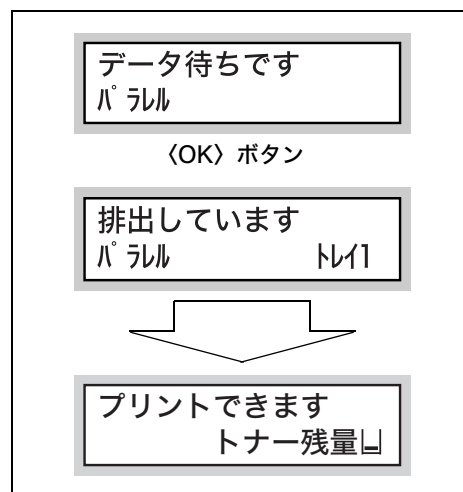 データ待ちです
ﾊﾟﾗﾚﾙ
〈OK〉ボタン
排出しています
ﾊﾟﾗﾚﾙ ﾄﾚｲ1
プリントできます
トナー残量